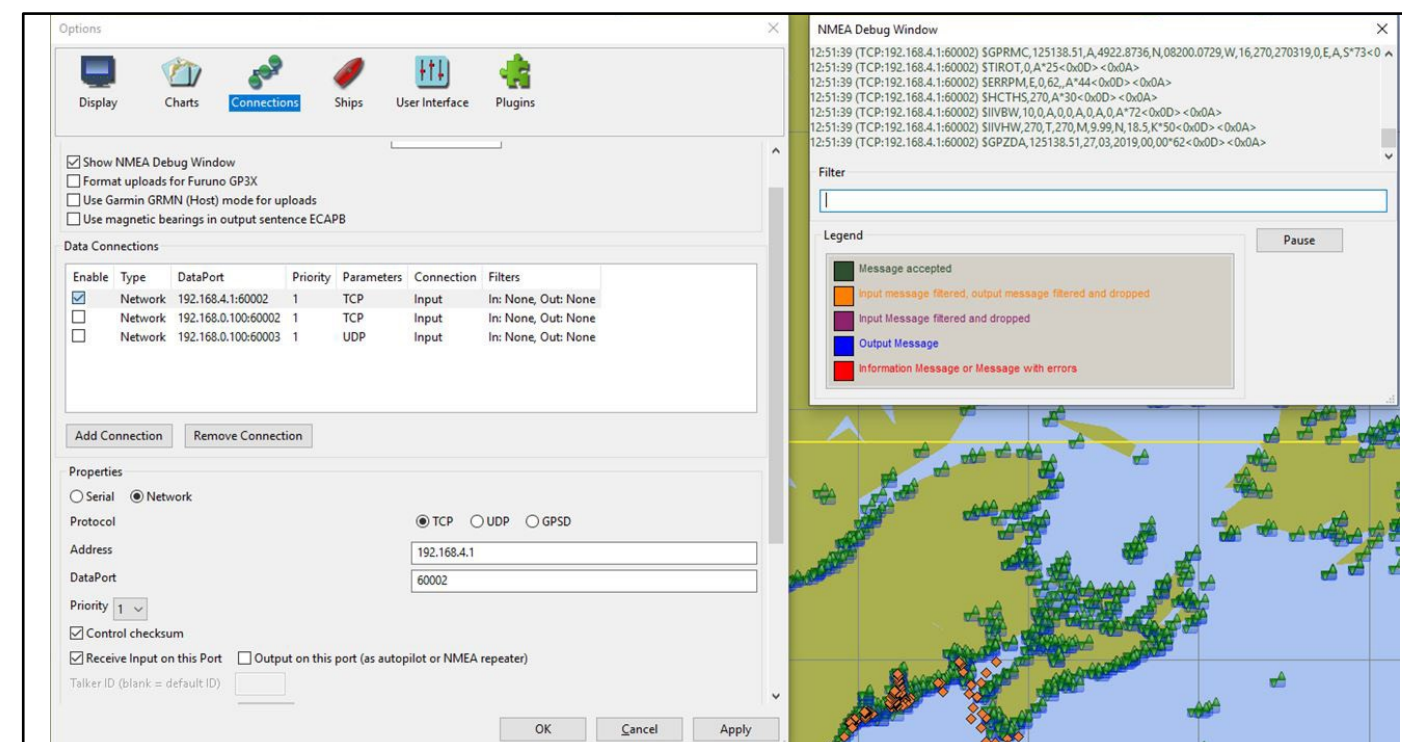 Options
Display Charts Connections Ships User Interface Plugins
Show NMEA Debug Window
Format uploads for Furuno GP3X
Use Garmin GRMN (Host) mode for uploads
Use magnetic bearings in output sentence ECAPB
Data Connections
Enable Type DataPort Priority Parameters Connection Filters
Network 192.168.4.1:60002 1 TCP Input In: None, Out: None
Network 192.168.0.100:60002 1 TCP Input In: None, Out: None
Network 192.168.0.100:60003 1 UDP Input In: None, Out: None
Add Connection Remove Connection
Properties
Serial Network
Protocol TCP UDP GPSD
Address 192.168.4.1
DataPort 60002
Priority 1
Control checksum
Receive Input on this Port Output on this port (as autopilot or NMEA repeater)
Talker ID (blank = default ID)
OK Cancel Apply
NMEA Debug Window
12:51:39 (TCP:192.168.4.1:60002) $GPRMC,125138.51,A,4922.8736,N,08200.0729,W,16,270,270319,0,E,A,S*73<0
12:51:39 (TCP:192.168.4.1:60002) $TIROT,0,A*25<0x0D><0x0A>
12:51:39 (TCP:192.168.4.1:60002) $ERRPM,E,0,62,,A*44<0x0D><0x0A>
12:51:39 (TCP:192.168.4.1:60002) $HCTHS,270,A*30<0x0D><0x0A>
12:51:39 (TCP:192.168.4.1:60002) $IIVBW,10,0,A,0,0,A,0,A,0,A*72<0x0D><0x0A>
12:51:39 (TCP:192.168.4.1:60002) $IIVHW,270,T,270,M,9.99,N,18.5,K*50<0x0D><0x0A>
12:51:39 (TCP:192.168.4.1:60002) $GPZDA,125138.51,27,03,2019,00,00*62<0x0D><0x0A>
Filter
Legend
Pause
Message accepted
Input message filtered, output message filtered and dropped
Input Message filtered and dropped
Output Message
Information Message or Message with errors